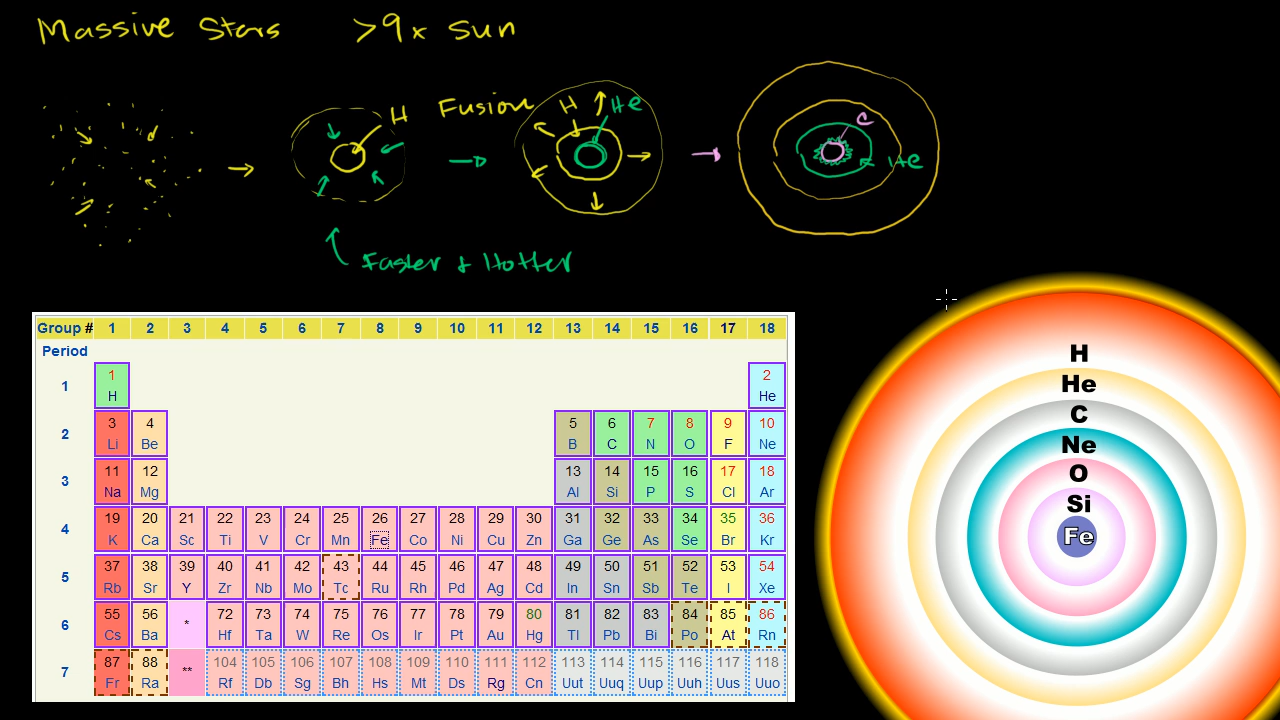 Massive Stars >9x Sun
H Fusion H He C
He
Faster + Hotter
Group # 1 2 3 4 5 6 7 8 9 10 11 12 13 14 15 16 17 18
Period
1 1 2
H He
2 3 4 5 6 7 8 9 10
Li Be B C N O F Ne
3 11 12 13 14 15 16 17 18
Na Mg Al Si P S Cl Ar
4 19 20 21 22 23 24 25 26 27 28 29 30 31 32 33 34 35 36
K Ca Sc Ti V Cr Mn Fe Co Ni Cu Zn Ga Ge As Se Br Kr
5 37 38 39 40 41 42 43 44 45 46 47 48 49 50 51 52 53 54
Rb Sr Y Zr Nb Mo Tc Ru Rh Pd Ag Cd In Sn Sb Te I Xe
6 55 56 * 72 73 74 75 76 77 78 79 80 81 82 83 84 85 86
Cs Ba Hf Ta W Re Os Ir Pt Au Hg Tl Pb Bi Po At Rn
7 87 88 ** 104 105 106 107 108 109 110 111 112 113 114 115 116 117 118
Fr Ra Rf Db Sg Bh Hs Mt Ds Rg Cn Uut Uuq Uup Uuh Uus Uuo
H
He
C
Ne
O
Si
Fe